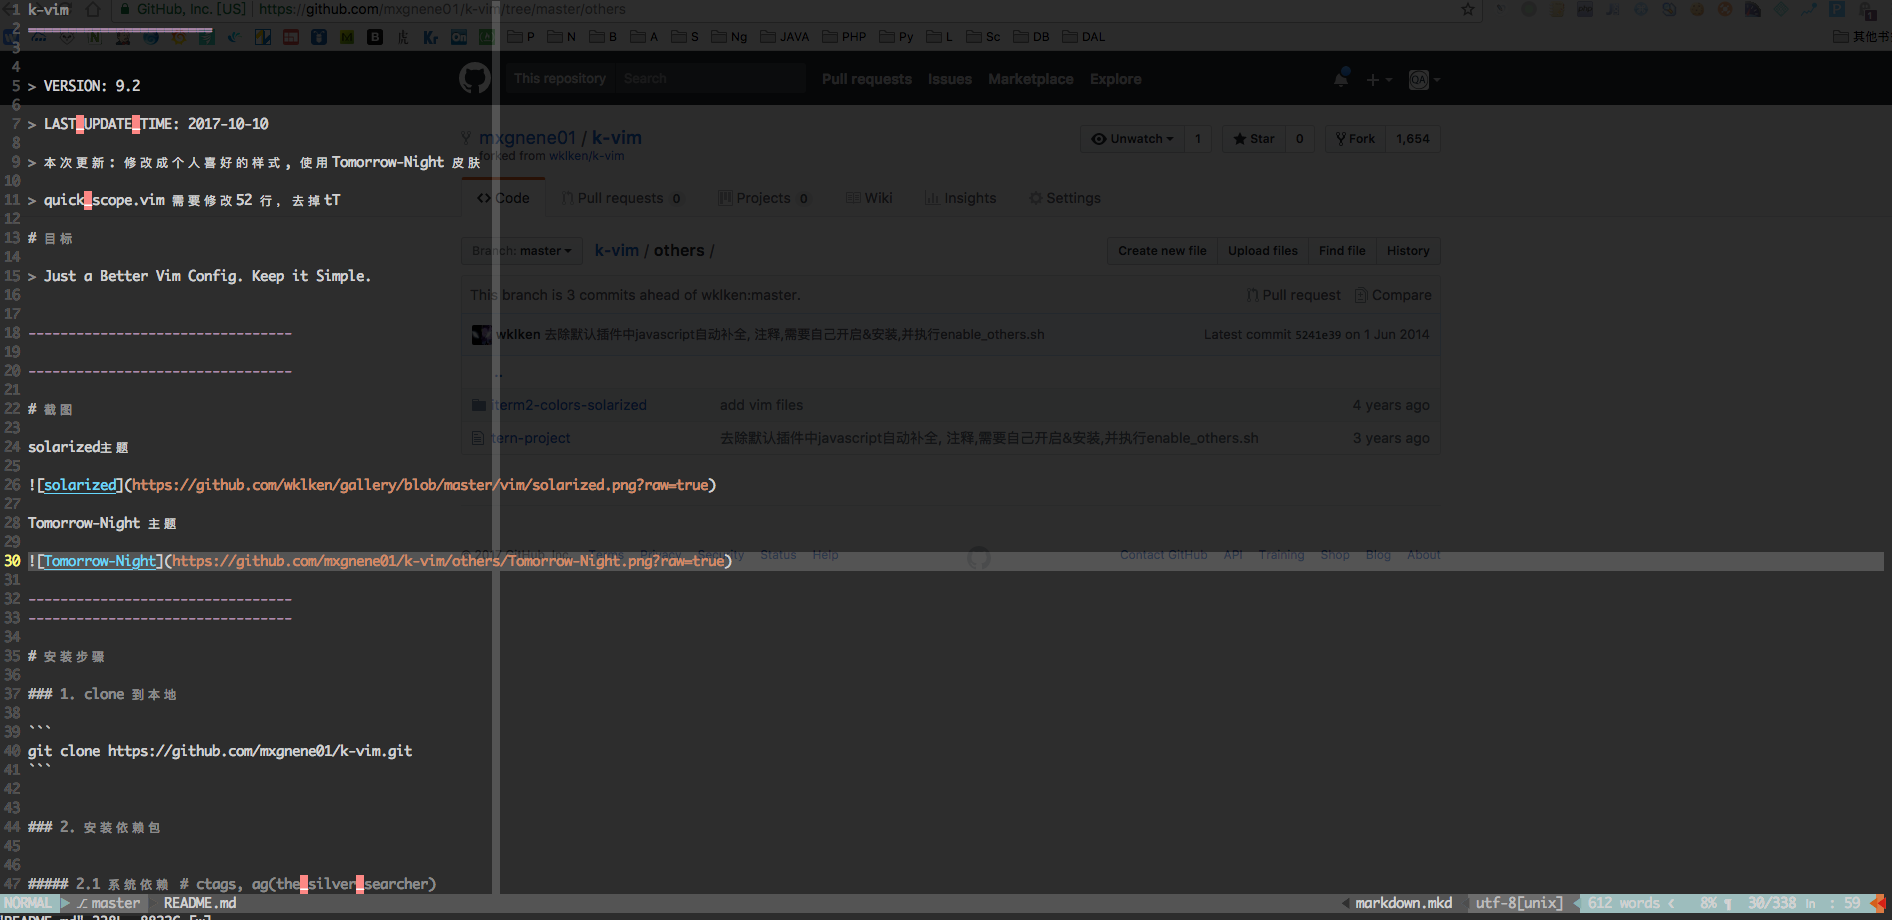 1 k-vim
2 =======================
3
4
5 > VERSION: 9.2
6
7 > LAST_UPDATE_TIME: 2017-10-10
8
9 > 本次更新: 修改成个人喜好的样式, 使用Tomorrow-Night 皮肤
10
11 > quick_scope.vim 需要修改52 行, 去掉tT
12
13 # 目标
14
15 > Just a Better Vim Config. Keep it Simple.
16
17
18 ---------------------------------
19
20 ---------------------------------
21
22 # 截图
23
24 solarized主题
25
26 ![solarized](https://github.com/wklken/gallery/blob/master/vim/solarized.png?raw=true)
27
28 Tomorrow-Night 主题
29
30 ![Tomorrow-Night](https://github.com/mxgnene01/k-vim/others/Tomorrow-Night.png?raw=true)
31
32 ---------------------------------
33 ---------------------------------
34
35 # 安装步骤
36
37 ### 1. clone 到本地
38
39 ```
40 git clone https://github.com/mxgnene01/k-vim.git
41 ```
42
43
44 ### 2. 安装依赖包
45
46
47 ##### 2.1 系统依赖 # ctags, ag(the_silver_searcher)
NORMAL master README.md markdown.mkd utf-8[unix] 612 words 8% ¶ 30/338 ln : 59
GitHub, Inc. [US] https://github.com/mxgnene01/k-vim/tree/master/others
P N B A S Ng JAVA PHP Py L Sc DB DAL 其他书
This repository Search Pull requests Issues Marketplace Explore
mxgnene01 / k-vim Unwatch 1 Star 0 Fork 1,654
forked from wklken/k-vim
Code Pull requests 0 Projects 0 Wiki Insights Settings
Branch: master k-vim / others / Create new file Upload files Find file History
This branch is 3 commits ahead of wklken:master. Pull request Compare
wklken 去除默认插件中javascript自动补全, 注释,需要自己开启&安装,并执行enable_others.sh Latest commit 5241e39 on 1 Jun 2014
..
iterm2-colors-solarized add vim files 4 years ago
tern-project 去除默认插件中javascript自动补全, 注释,需要自己开启&安装,并执行enable_others.sh 3 years ago
© 2017 GitHub, Inc. Terms Privacy Security Status Help Contact GitHub API Training Shop Blog About